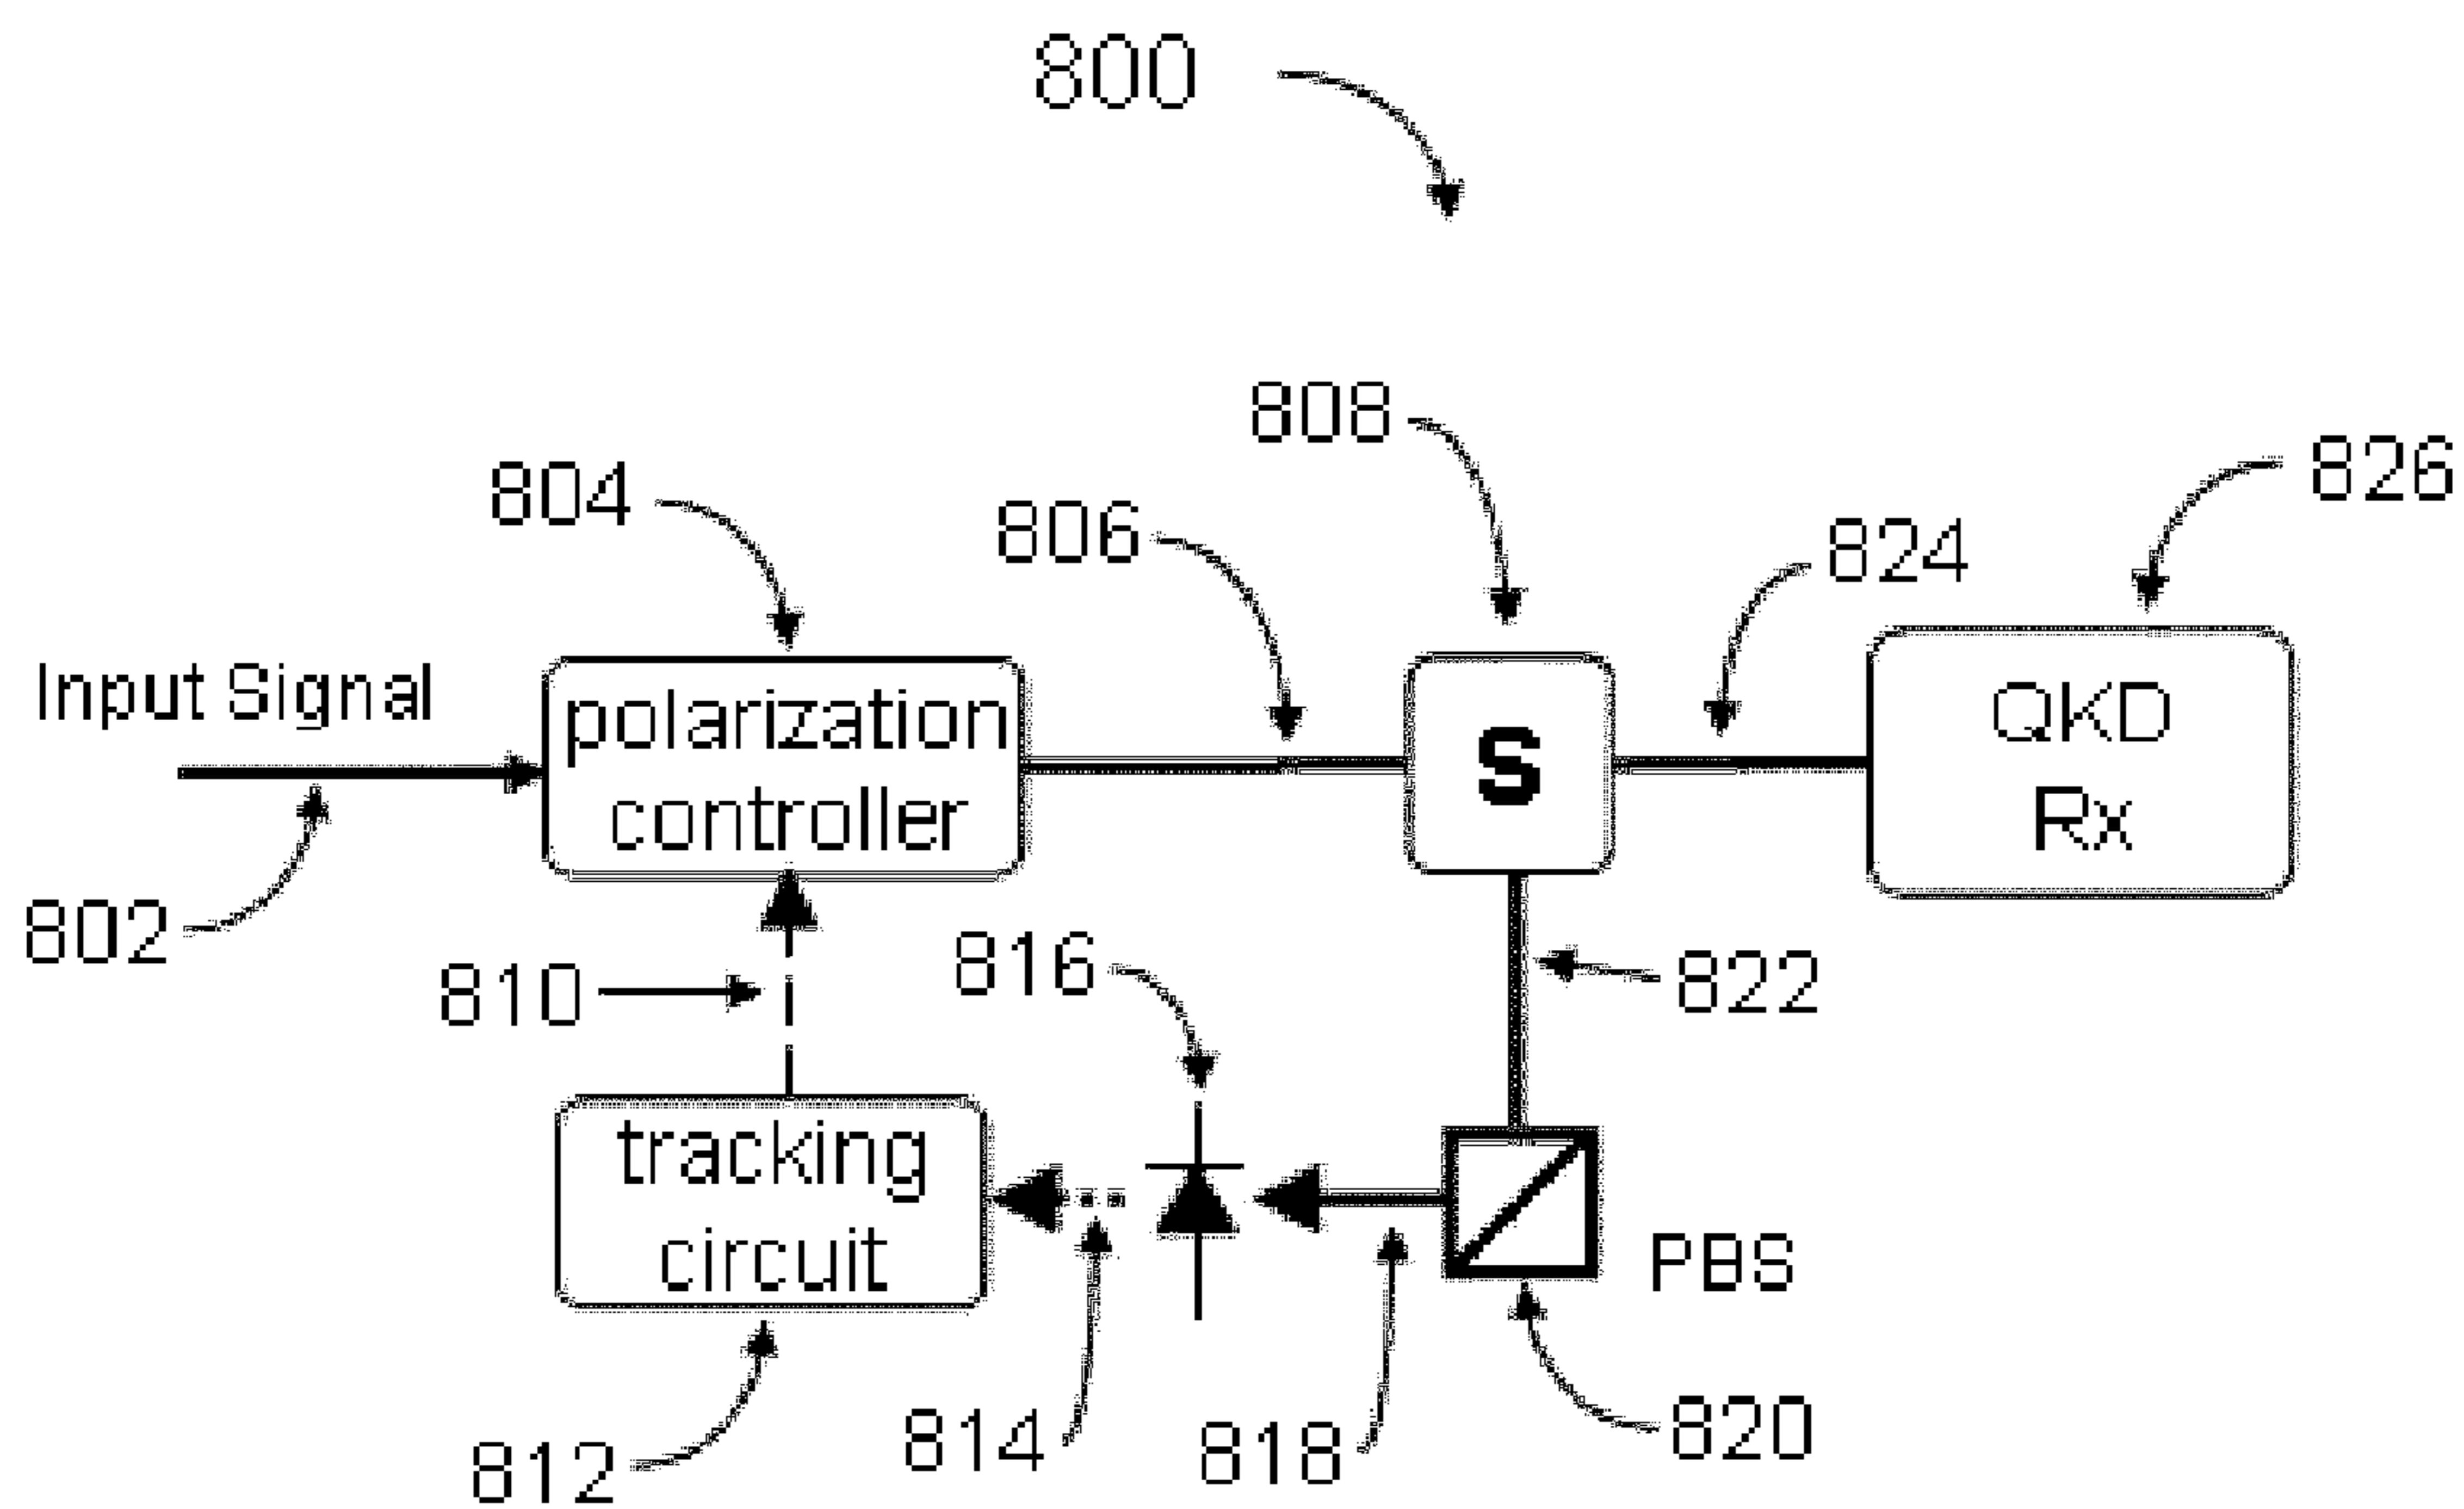 800
808
826
804
806
824
Input Signal
polarization
controller
S
QKD
Rx
802
810
816
822
tracking
circuit
PBS
812
814
818
820